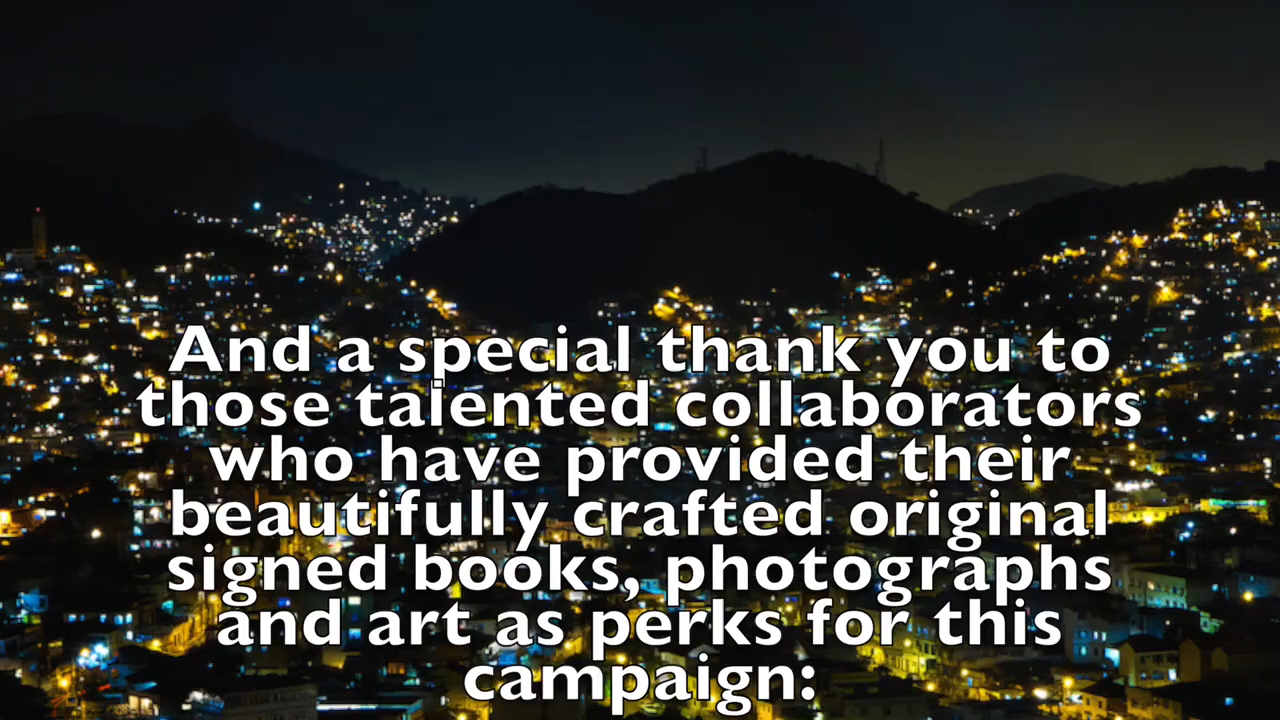 And a special thank you to
those talented collaborators
who have provided their
beautifully crafted original
signed books, photographs
and art as perks for this
campaign: